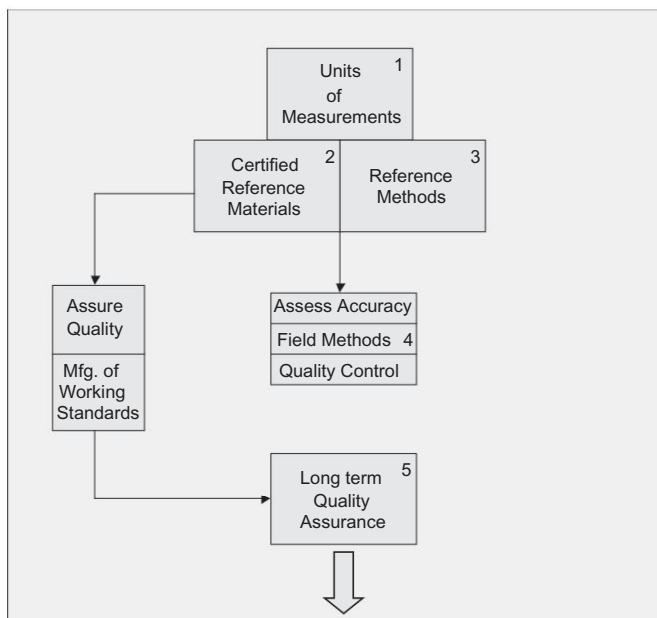 1
Units
of
Measurements
2
Certified
Reference
Materials
3
Reference
Methods
Assure
Quality
Mfg. of
Working
Standards
Assess Accuracy
Field Methods 4
Quality Control
5
Long term
Quality
Assurance